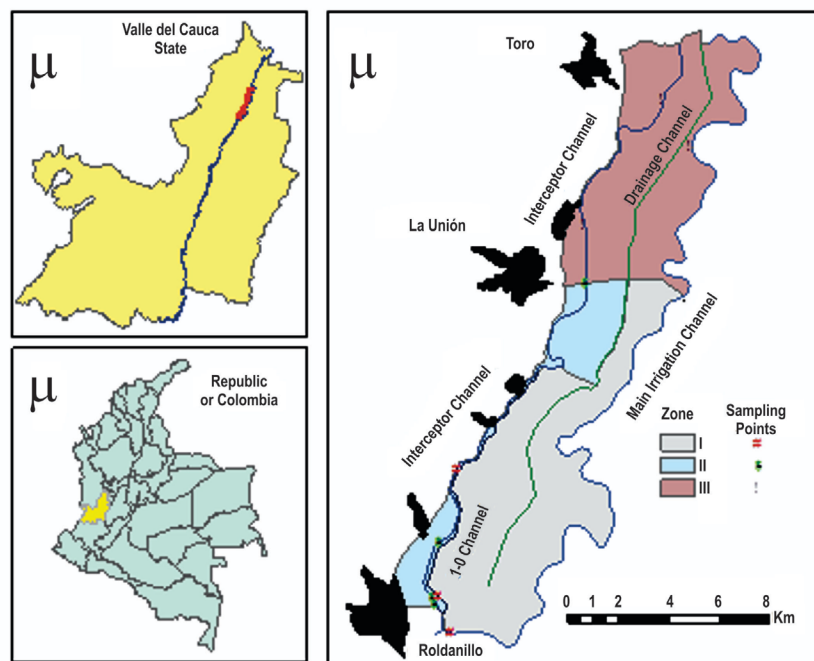 Valle del Cauca
State
μ
Republic
or Colombia
μ
μ
Toro
Interceptor Channel
Drainage Channel
La Unión
Main Irrigation Channel
Interceptor Channel
Zone
Sampling
Points
I
II
III
1-0 Channel
0 1 2 4 6 8
Km
Roldanillo